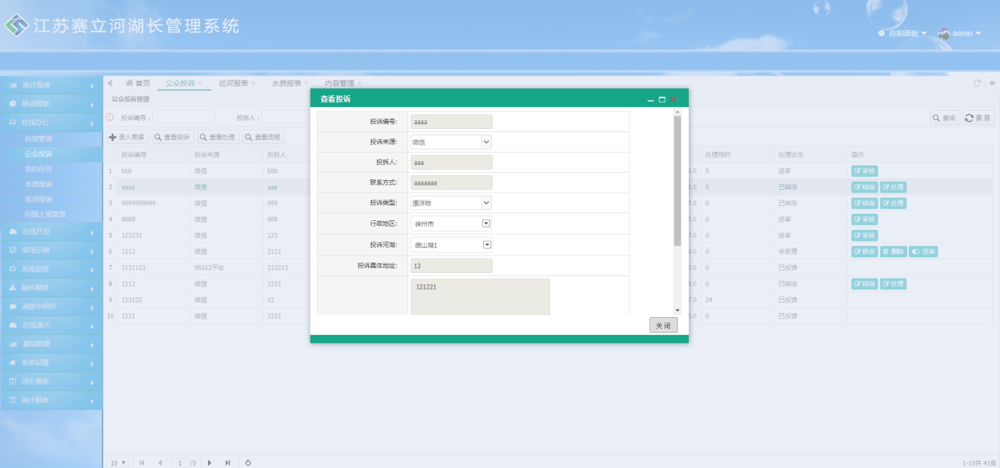 江苏赛立河湖长管理系统
控制面板 admin
统计报表
移动报表
在线办公
内容管理
公众投诉
我的任务
水质报表
巡河报表
问题上报管理
在线开发
常用示例
系统监控
插件模块
消息中间件
在线演示
基础数据
系统设置
河长事物
统计报表
首页 公众投诉 × 巡河报表 × 水质报表 × 内容管理 ×
公众投诉管理
投诉编号: 投拆人:
查询 重置
录入单据 查看投诉 查看处理 查看流程
投诉编号 投诉来源 投拆人 处理用时 处理状态 操作
1 bbb 微信 bbb 5.0 0 送审 审核
2 aaaa 微信 aaa 5.0 0 已转派 转派 处理
3 9999999999 微信 999 7.0 0 已转派 转派 处理
4 8888 微信 888 0 送审 审核
5 123231 微信 123 7.0 0 送审 审核
6 1212 微信 2121 0 未受理 修改 删除 送审
7 2131123 96322平台 213213 0.0 0 已反馈
8 1212 微信 1221 0 已转派 转派 处理
9 123132 微信 12 7.0 24 已反馈
10 1221 微信 1221 5.0 0 已反馈
查看投诉
投诉编号: aaaa
投诉来源: 微信
投拆人: aaa
联系方式: aaaaaaa
投诉类型: 漂浮物
行政地区: 徐州市
投诉河湖: 微山湖1
投诉具体地址: 12
121221
关闭
10 1 /5
1-10共 41条